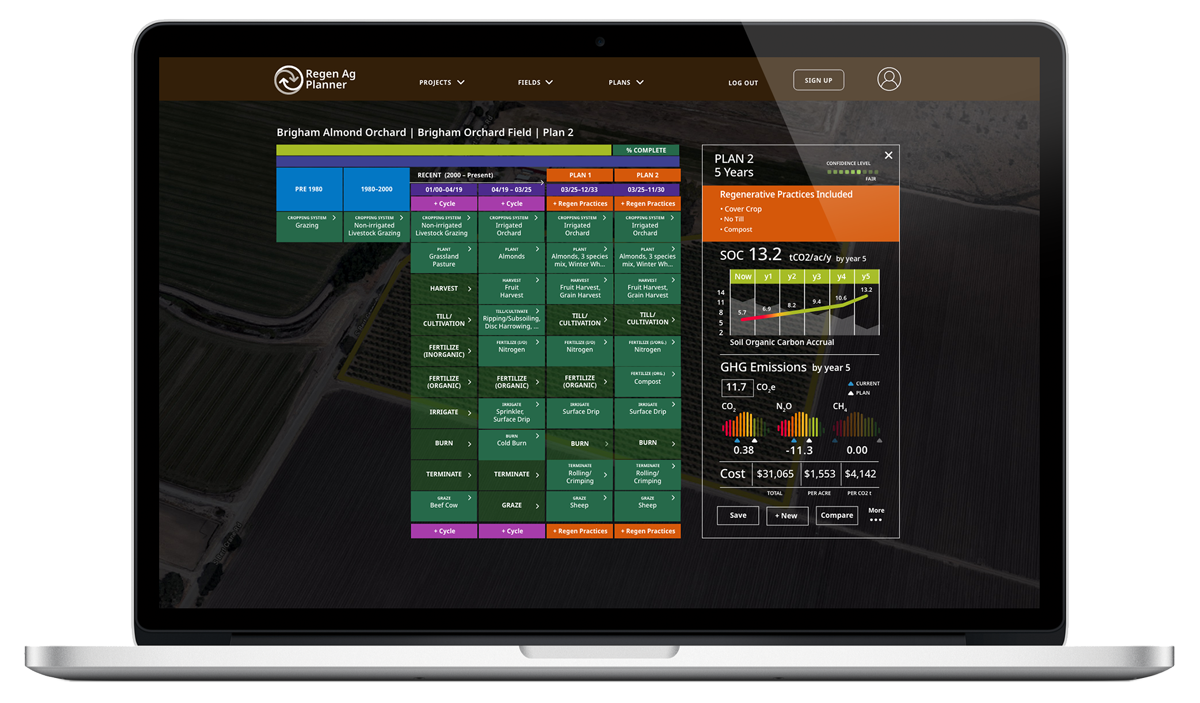 Regen Ag
Planner
PROJECTS
FIELDS
PLANS
LOG OUT
SIGN UP
Brigham Almond Orchard | Brigham Orchard Field | Plan 2
% COMPLETE
PRE 1980
1980–2000
RECENT (2000 – Present)
PLAN 1
PLAN 2
01/00–04/19
04/19 – 03/25
03/25–12/33
03/25–11/30
+ Cycle
+ Cycle
+ Regen Practices
+ Regen Practices
CROPPING SYSTEM
Grazing
CROPPING SYSTEM
Non-irrigated
Livestock Grazing
CROPPING SYSTEM
Non-irrigated
Livestock Grazing
CROPPING SYSTEM
Irrigated
Orchard
CROPPING SYSTEM
Irrigated
Orchard
CROPPING SYSTEM
Irrigated
Orchard
PLANT
Grassland
Pasture
PLANT
Almonds
PLANT
Almonds, 3 species
mix, Winter Wh...
PLANT
Almonds, 3 species
mix, Winter Wh...
HARVEST
HARVEST
Fruit
Harvest
HARVEST
Fruit Harvest,
Grain Harvest
HARVEST
Fruit Harvest,
Grain Harvest
TILL/
CULTIVATION
TILL/CULTIVATE
Ripping/Subsoiling,
Disc Harrowing, ...
TILL/
CULTIVATION
TILL/
CULTIVATION
FERTILIZE
(INORGANIC)
FERTILIZE (I/O)
Nitrogen
FERTILIZE (I/O)
Nitrogen
FERTILIZE (I/ORG.)
Nitrogen
FERTILIZE
(ORGANIC)
FERTILIZE
(ORGANIC)
FERTILIZE
(ORGANIC)
FERTILIZE (ORG.)
Compost
IRRIGATE
IRRIGATE
Sprinkler,
Surface Drip
IRRIGATE
Surface Drip
IRRIGATE
Surface Drip
BURN
BURN
Cold Burn
BURN
BURN
TERMINATE
TERMINATE
TERMINATE
Rolling/
Crimping
TERMINATE
Rolling/
Crimping
GRAZE
Beef Cow
GRAZE
GRAZE
Sheep
GRAZE
Sheep
+ Cycle
+ Cycle
+ Regen Practices
+ Regen Practices
PLAN 2
5 Years
CONFIDENCE LEVEL
FAIR
Regenerative Practices Included
• Cover Crop
• No Till
• Compost
SOC 13.2 tCO2/ac/y by year 5
Now y1 y2 y3 y4 y5
14
11
8
5
2
5.7 6.9 8.2 9.4 10.6 13.2
Soil Organic Carbon Accrual
GHG Emissions by year 5
11.7 CO2e
CURRENT
PLAN
CO2 N2O CH4
0.38 -11.3 0.00
Cost $31,065 $1,553 $4,142
TOTAL PER ACRE PER CO2 t
Save
+ New
Compare
More